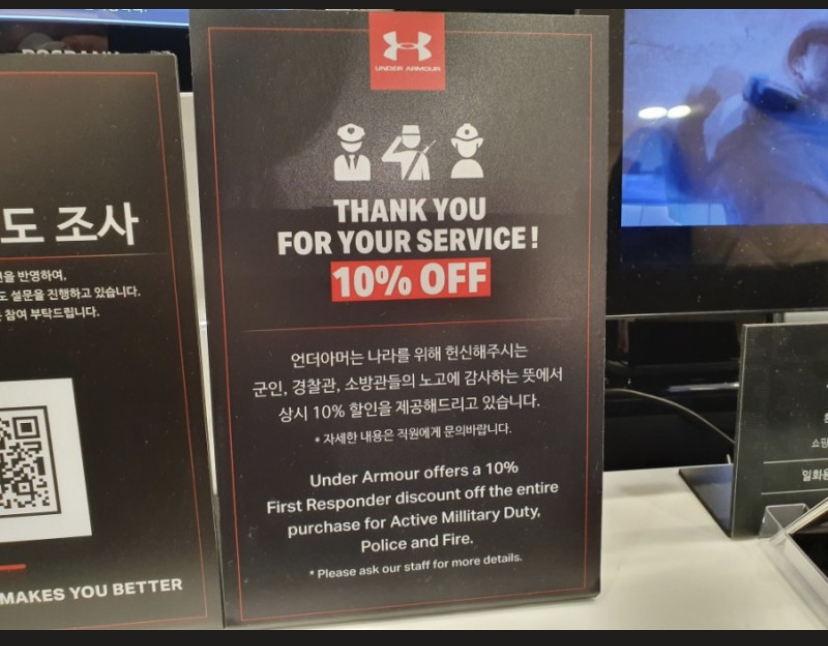 도 조사
을 반영하여,
도 설문을 진행하고 있습니다.
참여 부탁드립니다.
MAKES YOU BETTER
UNDER ARMOUR
THANK YOU
FOR YOUR SERVICE!
10% OFF
언더아머는 나라를 위해 헌신해주시는
군인, 경찰관, 소방관들의 노고에 감사하는 뜻에서
상시 10% 할인을 제공해드리고 있습니다.
* 자세한 내용은 직원에게 문의바랍니다.
Under Armour offers a 10%
First Responder discount off the entire
purchase for Active Millitary Duty,
Police and Fire.
* Please ask our staff for more details.
쇼핑
일회용